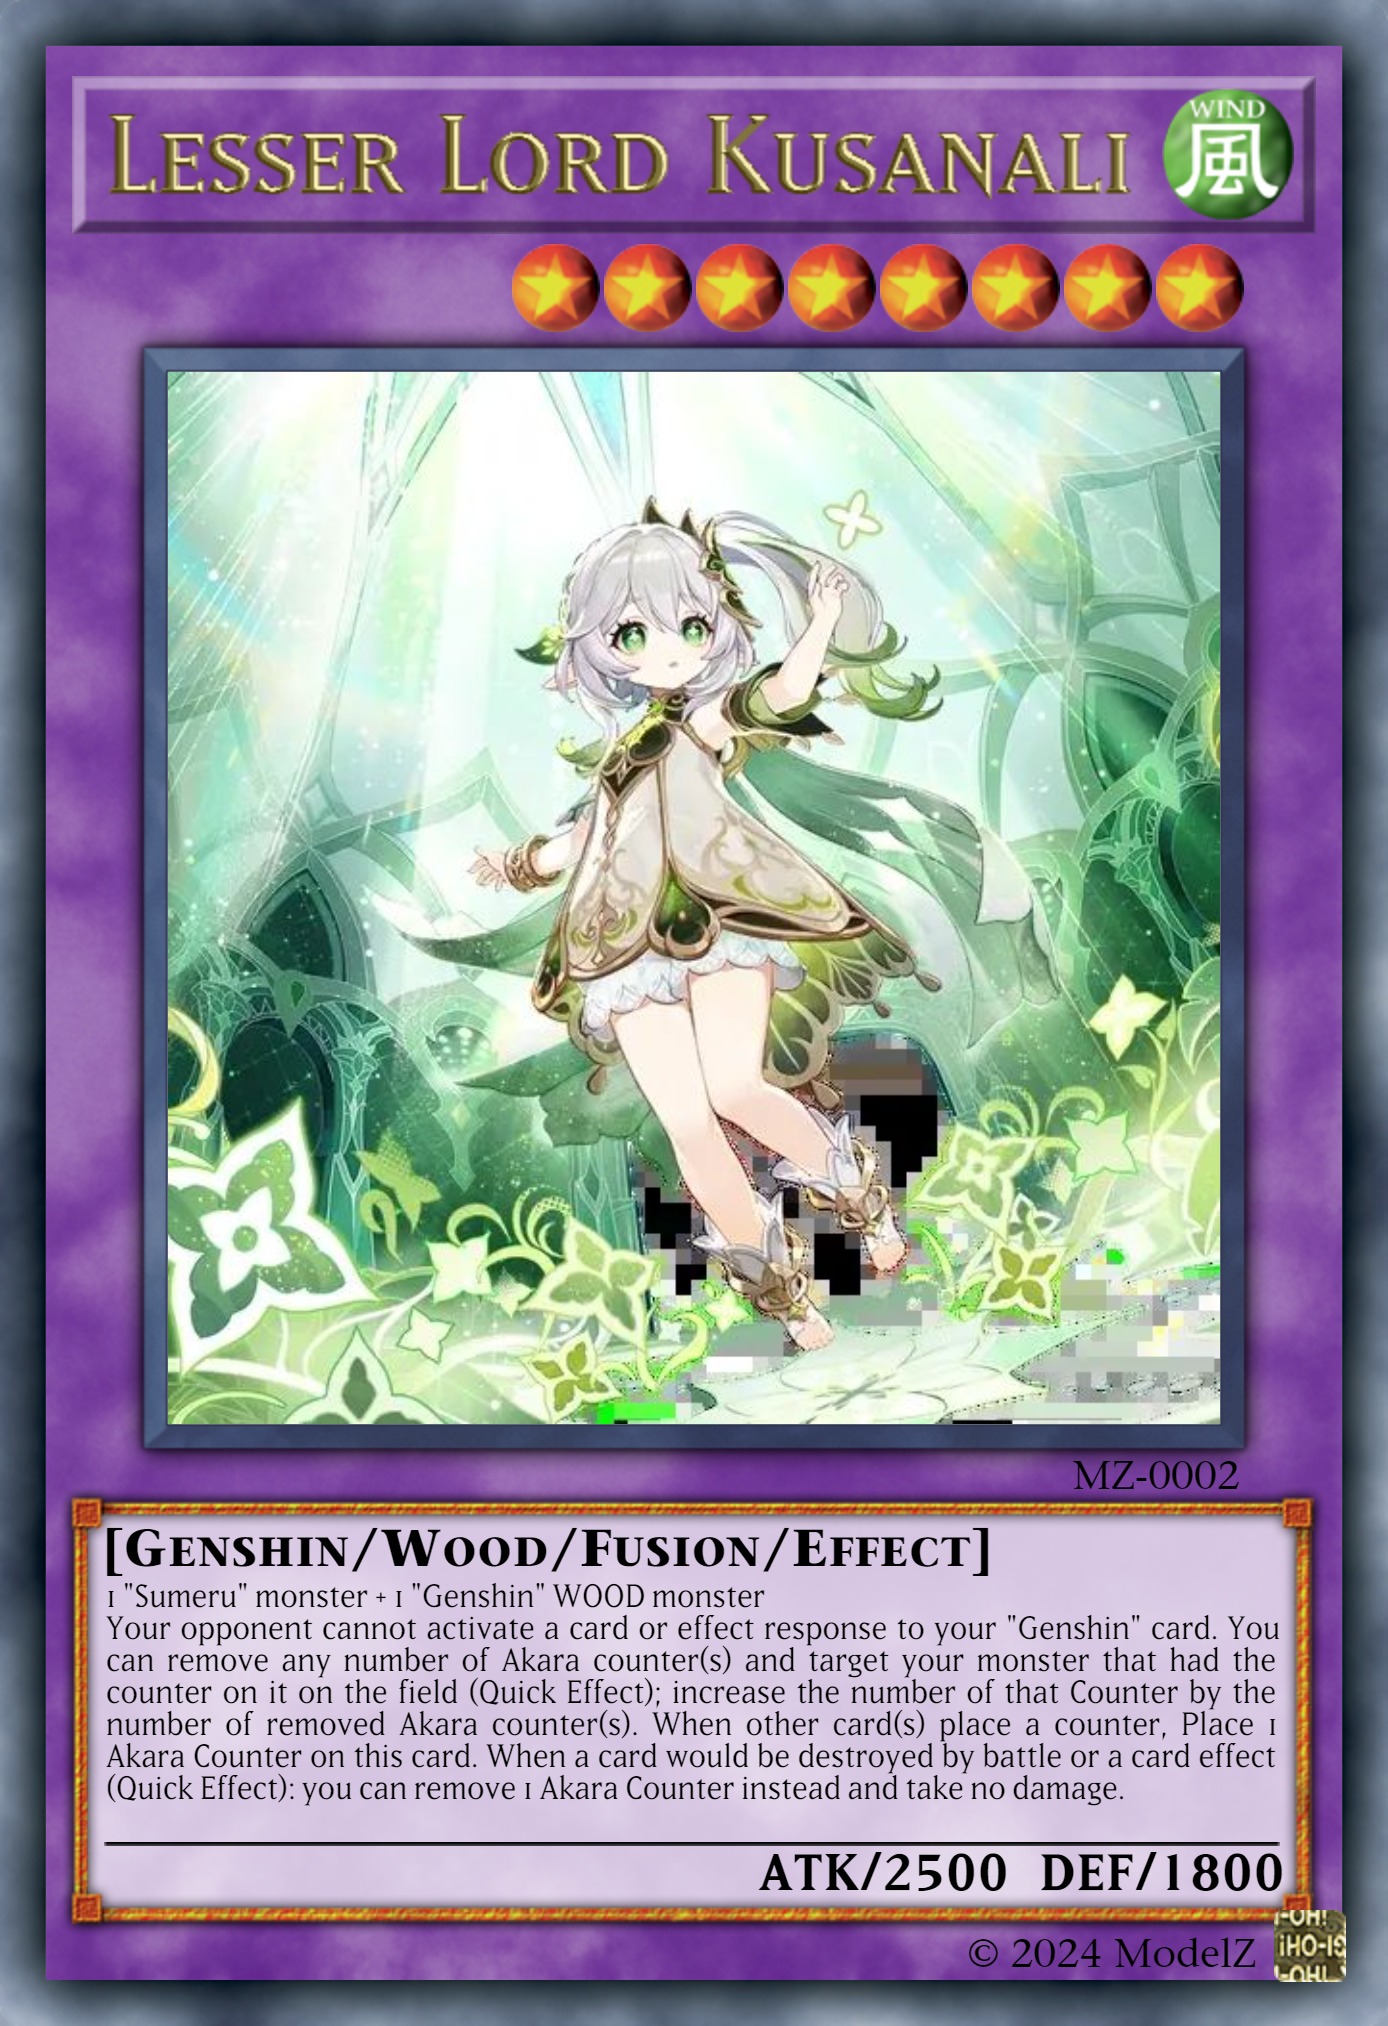 LESSER LORD KUSANALI
WIND
風
MZ-0002
[GENSHIN/WOOD/FUSION/EFFECT]
1 "Sumeru" monster + 1 "Genshin" WOOD monster
Your opponent cannot activate a card or effect response to your "Genshin" card. You
can remove any number of Akara counter(s) and target your monster that had the
counter on it on the field (Quick Effect); increase the number of that Counter by the
number of removed Akara counter(s). When other card(s) place a counter, Place 1
Akara Counter on this card. When a card would be destroyed by battle or a card effect
(Quick Effect): you can remove 1 Akara Counter instead and take no damage.
ATK/2500 DEF/1800
© 2024 ModelZ